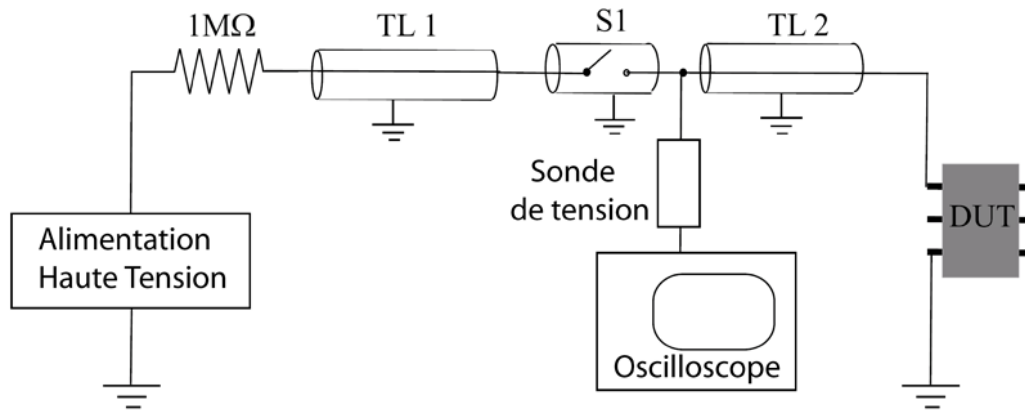 1MΩ
TL 1
S1
TL 2
Sonde
de tension
DUT
Alimentation
Haute Tension
Oscilloscope